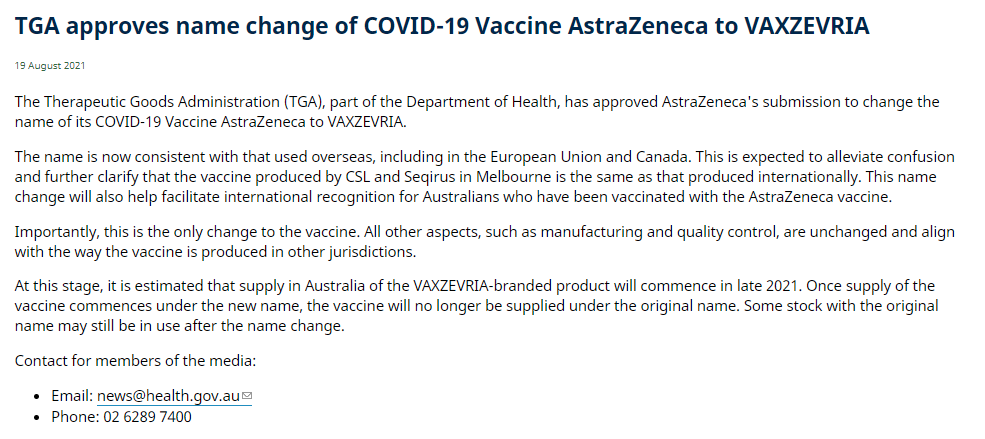 TGA approves name change of COVID-19 Vaccine AstraZeneca to VAXZEVRIA
19 August 2021
The Therapeutic Goods Administration (TGA), part of the Department of Health, has approved AstraZeneca's submission to change the
name of its COVID-19 Vaccine AstraZeneca to VAXZEVRIA.
The name is now consistent with that used overseas, including in the European Union and Canada. This is expected to alleviate confusion
and further clarify that the vaccine produced by CSL and Seqirus in Melbourne is the same as that produced internationally. This name
change will also help facilitate international recognition for Australians who have been vaccinated with the AstraZeneca vaccine.
Importantly, this is the only change to the vaccine. All other aspects, such as manufacturing and quality control, are unchanged and align
with the way the vaccine is produced in other jurisdictions.
At this stage, it is estimated that supply in Australia of the VAXZEVRIA-branded product will commence in late 2021. Once supply of the
vaccine commences under the new name, the vaccine will no longer be supplied under the original name. Some stock with the original
name may still be in use after the name change.
Contact for members of the media:
• Email: news@health.gov.au
• Phone: 02 6289 7400